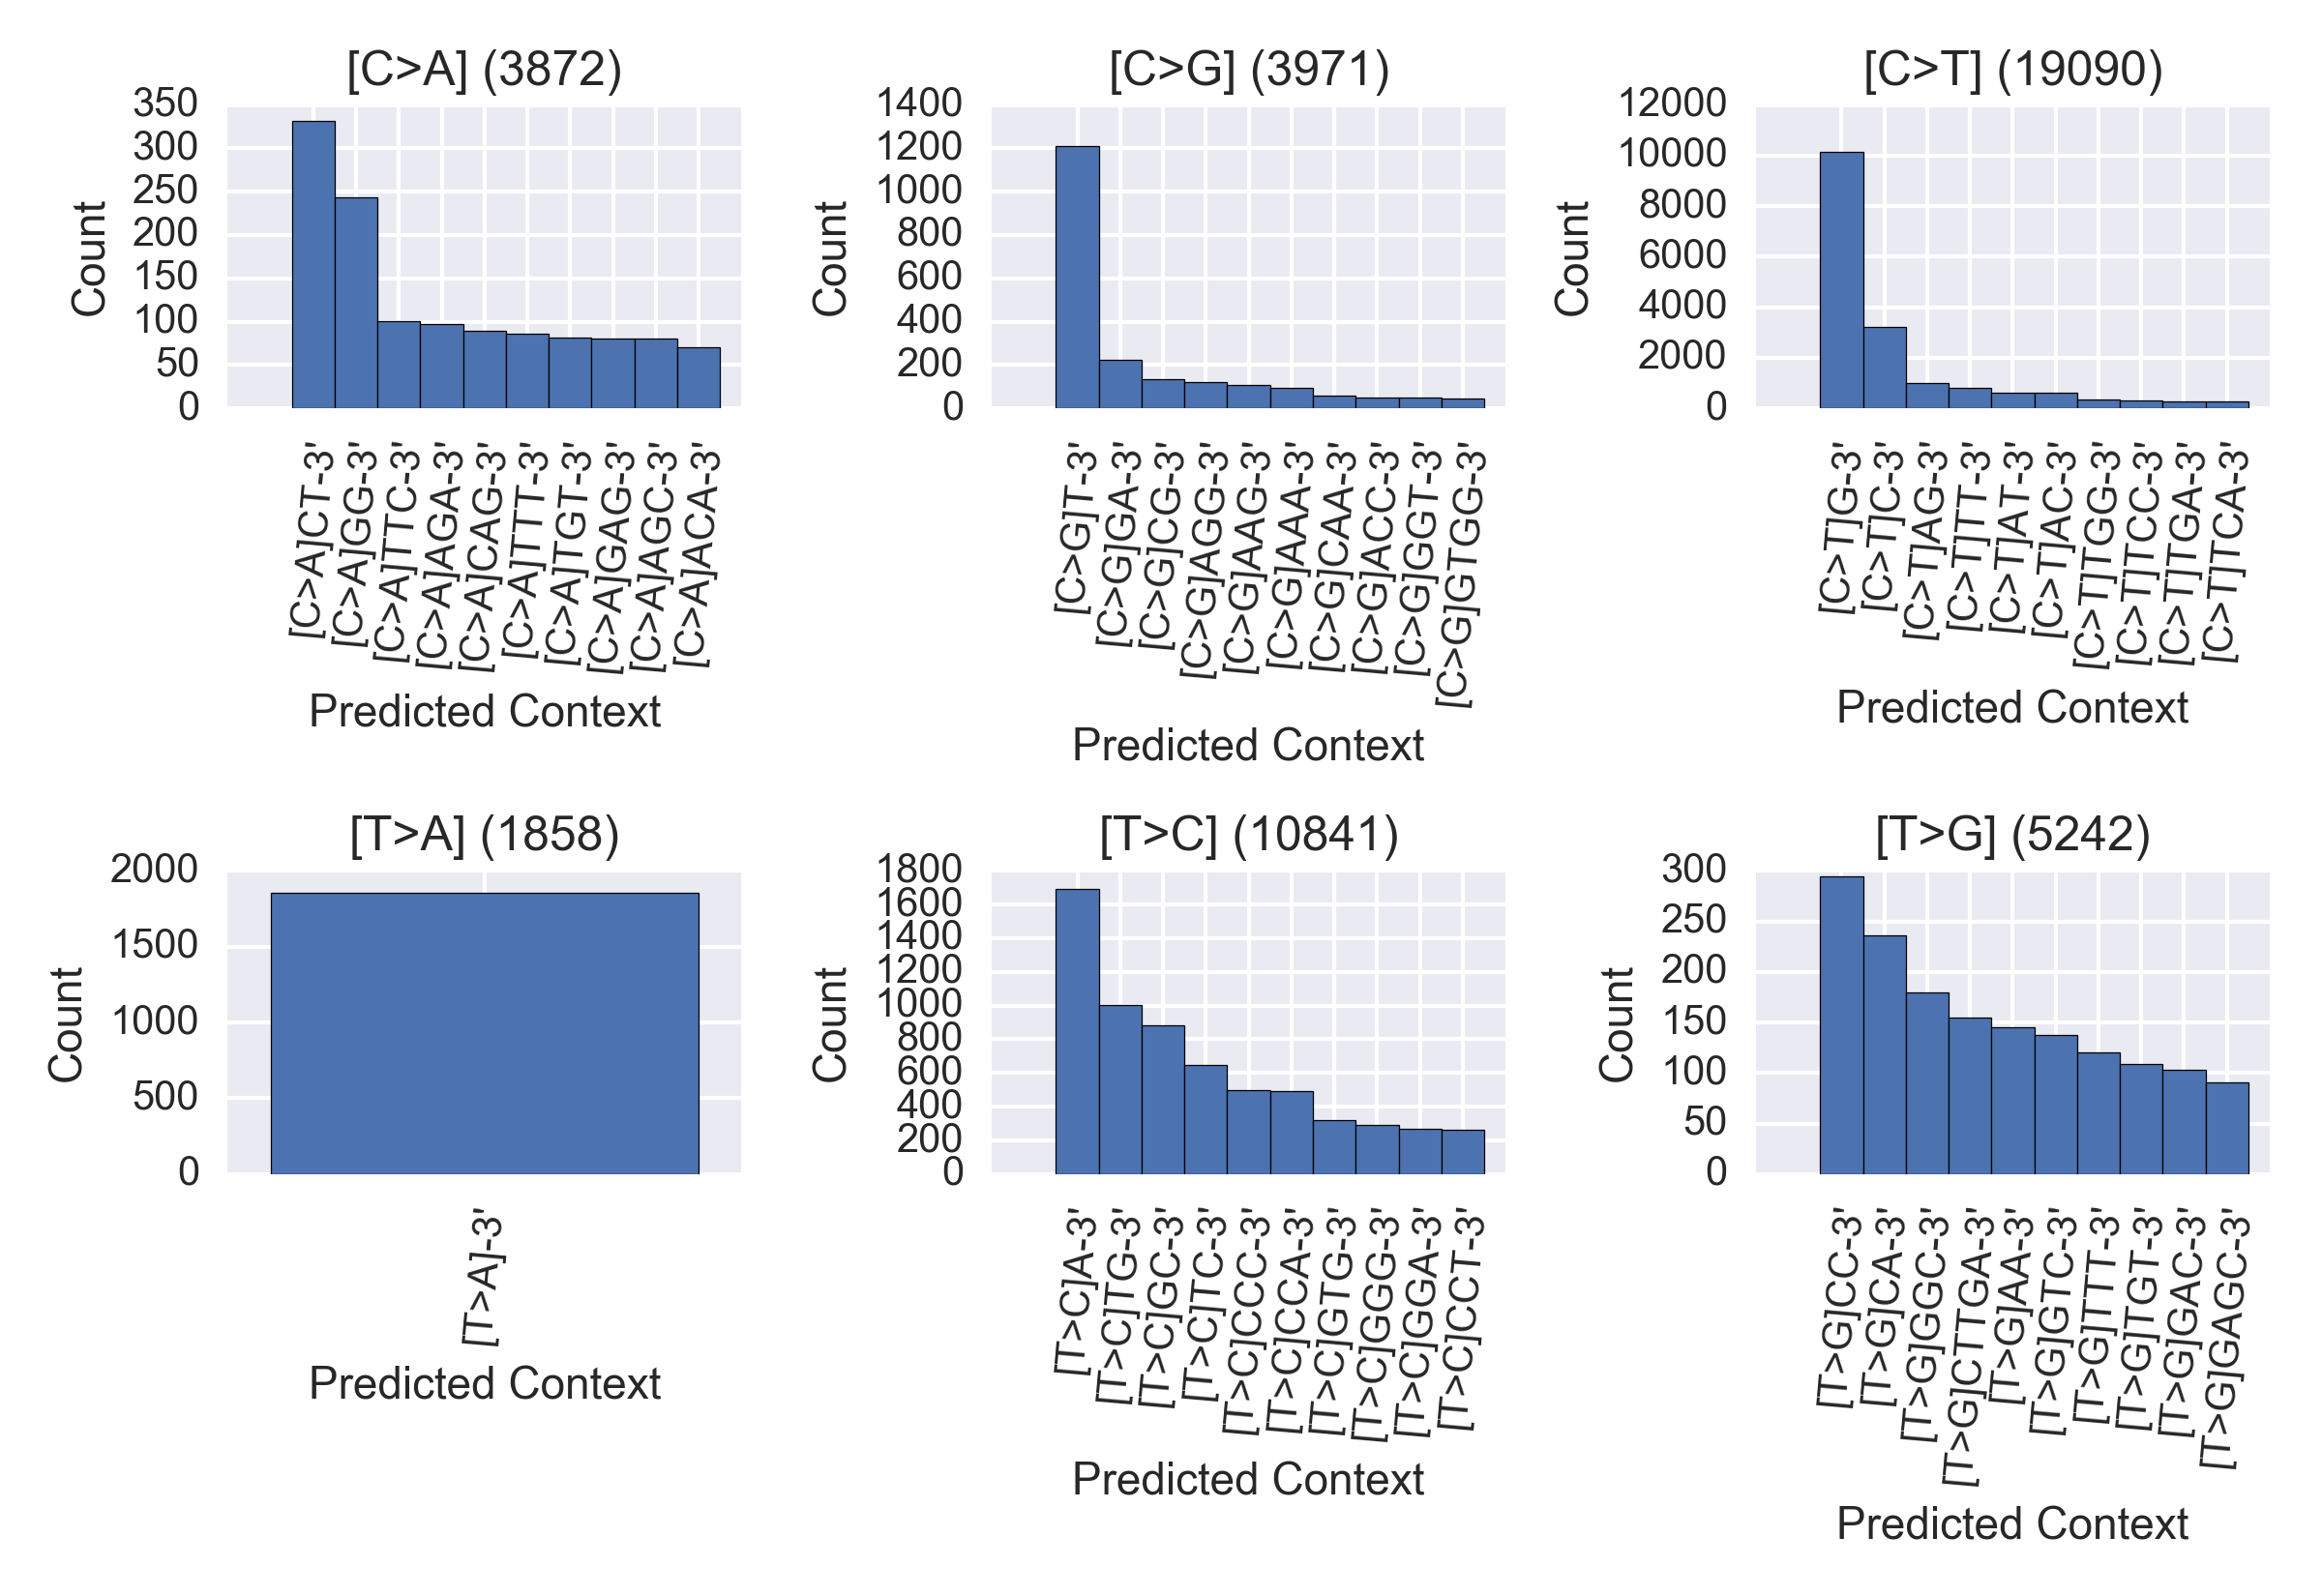 [C>A] (3872)
350
300
250
200
150
100
50
0
Count
[C>A]CT-3'
[C>A]GG-3'
[C>A]TTC-3'
[C>A]AGA-3'
[C>A]CAG-3'
[C>A]TTT-3'
[C>A]TGT-3'
[C>A]GAG-3'
[C>A]AGC-3'
[C>A]ACA-3'
Predicted Context
[C>G] (3971)
1400
1200
1000
800
600
400
200
0
Count
[C>G]T-3'
[C>G]GA-3'
[C>G]CG-3'
[C>G]AGG-3'
[C>G]AAG-3'
[C>G]AAA-3'
[C>G]CAA-3'
[C>G]ACC-3'
[C>G]GGT-3'
[C>G]GTGG-3'
Predicted Context
[C>T] (19090)
12000
10000
8000
6000
4000
2000
0
Count
[C>T]G-3'
[C>T]C-3'
[C>T]AG-3'
[C>T]TT-3'
[C>T]AT-3'
[C>T]AC-3'
[C>T]TGG-3'
[C>T]TCC-3'
[C>T]TGA-3'
[C>T]TCA-3'
Predicted Context
[T>A] (1858)
2000
1500
1000
500
0
Count
[T>A]-3'
Predicted Context
[T>C] (10841)
1800
1600
1400
1200
1000
800
600
400
200
0
Count
[T>C]A-3'
[T>C]TG-3'
[T>C]GC-3'
[T>C]TC-3'
[T>C]CCC-3'
[T>C]CCA-3'
[T>C]GTG-3'
[T>C]GGG-3'
[T>C]GGA-3'
[T>C]CCT-3'
Predicted Context
[T>G] (5242)
300
250
200
150
100
50
0
Count
[T>G]CC-3'
[T>G]CA-3'
[T>G]GGC-3'
[T>G]CTTGA-3'
[T>G]AA-3'
[T>G]GTC-3'
[T>G]TTT-3'
[T>G]TGT-3'
[T>G]GAC-3'
[T>G]GAGC-3'
Predicted Context